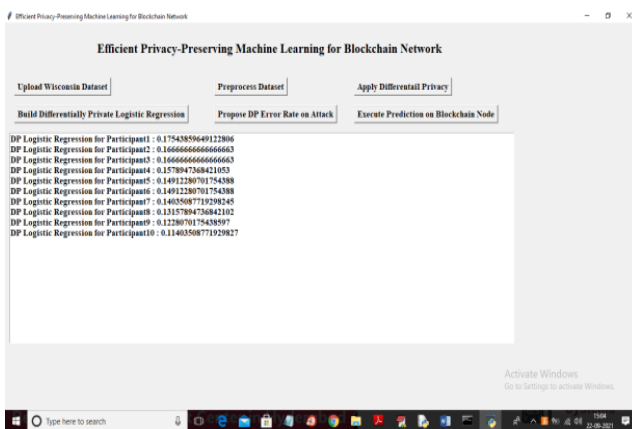 Efficient Privacy-Preserving Machine Learning for Blockchain Network
Efficient Privacy-Preserving Machine Learning for Blockchain Network
Upload Wisconsin Dataset
Preprocess Dataset
Apply Differentail Privacy
Build Differentially Private Logistic Regression
Propose DP Error Rate on Attack
Execute Prediction on Blockchain Node
DP Logistic Regression for Participant1 : 0.17543859649122806
DP Logistic Regression for Participant2 : 0.16666666666666663
DP Logistic Regression for Participant3 : 0.16666666666666663
DP Logistic Regression for Participant4 : 0.1578947368421053
DP Logistic Regression for Participant5 : 0.14912280701754388
DP Logistic Regression for Participant6 : 0.14912280701754388
DP Logistic Regression for Participant7 : 0.14035087719298245
DP Logistic Regression for Participant8 : 0.13157894736842102
DP Logistic Regression for Participant9 : 0.1228070175438597
DP Logistic Regression for Participant10 : 0.11403508771929827
Activate Windows
Go to Settings to activate Windows.
Type here to search
15:04
22-09-2021